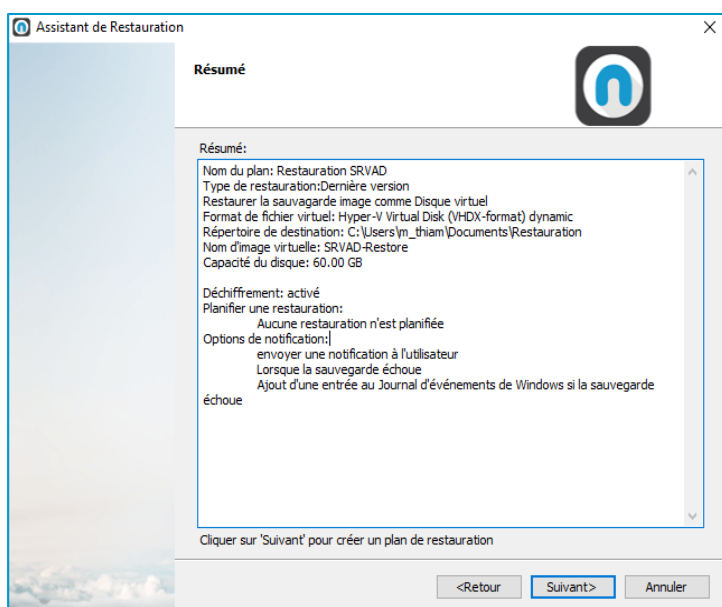 Assistant de Restauration
Résumé
Résumé:
Nom du plan: Restauration SRVAD
Type de restauration:Dernière version
Restaurer la sauvagarde image comme Disque virtuel
Format de fichier virtuel: Hyper-V Virtual Disk (VHDX-format) dynamic
Répertoire de destination: C:\Users\m_thiam\Documents\Restauration
Nom d'image virtuelle: SRVAD-Restore
Capacité du disque: 60.00 GB
Déchiffrement: activé
Planifier une restauration:
Aucune restauration n'est planifiée
Options de notification:
envoyer une notification à l'utilisateur
Lorsque la sauvegarde échoue
Ajout d'une entrée au Journal d'événements de Windows si la sauvegarde
échoue
Cliquer sur 'Suivant' pour créer un plan de restauration
<Retour
Suivant>
Annuler